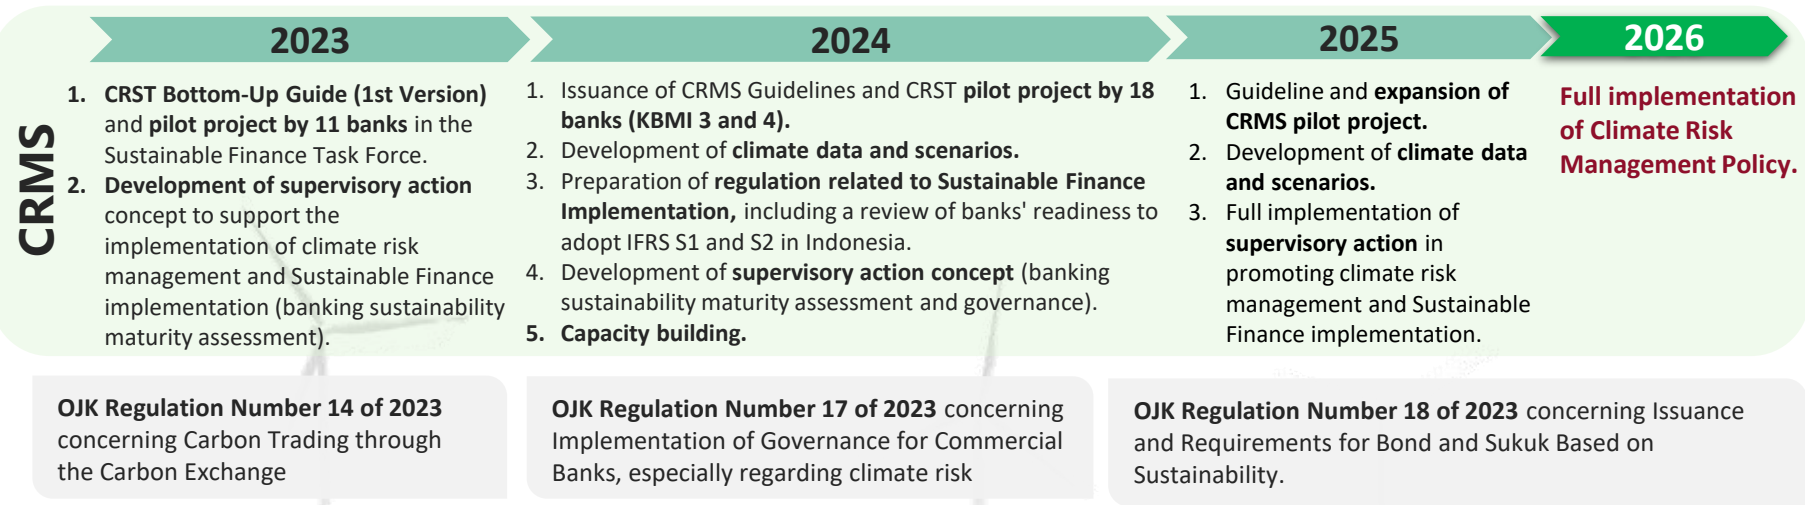 CRMS
2023
1. CRST Bottom-Up Guide (1st Version)
and pilot project by 11 banks in the
Sustainable Finance Task Force.
2. Development of supervisory action
concept to support the
implementation of climate risk
management and Sustainable Finance
implementation (banking sustainability
maturity assessment).
2024
1. Issuance of CRMS Guidelines and CRST pilot project by 18
banks (KBMI 3 and 4).
2. Development of climate data and scenarios.
3. Preparation of regulation related to Sustainable Finance
Implementation, including a review of banks' readiness to
adopt IFRS S1 and S2 in Indonesia.
4. Development of supervisory action concept (banking
sustainability maturity assessment and governance).
5. Capacity building.
2025
1. Guideline and expansion of
CRMS pilot project.
2. Development of climate data
and scenarios.
3. Full implementation of
supervisory action in
promoting climate risk
management and Sustainable
Finance implementation.
2026
Full implementation
of Climate Risk
Management Policy.
OJK Regulation Number 14 of 2023
concerning Carbon Trading through
the Carbon Exchange
OJK Regulation Number 17 of 2023 concerning
Implementation of Governance for Commercial
Banks, especially regarding climate risk
OJK Regulation Number 18 of 2023 concerning Issuance
and Requirements for Bond and Sukuk Based on
Sustainability.